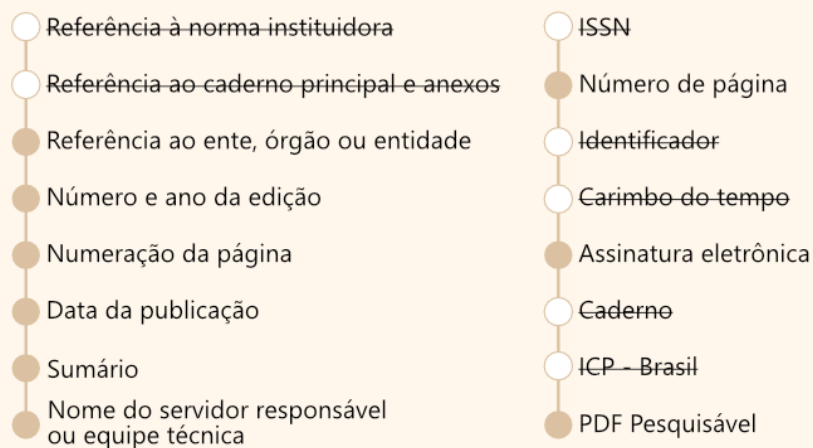 Referência à norma instituidora
Referência ao caderno principal e anexos
Referência ao ente, órgão ou entidade
Número e ano da edição
Numeração da página
Data da publicação
Sumário
Nome do servidor responsável
ou equipe técnica
ISSN
Número de página
Identificador
Carimbo do tempo
Assinatura eletrônica
Caderno
ICP - Brasil
PDF Pesquisável